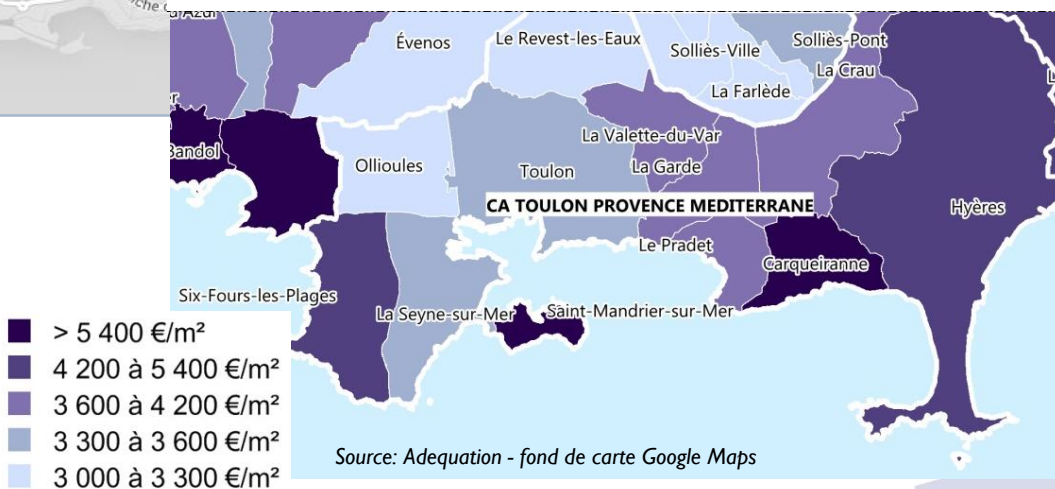 Évenos
Le Revest-les-Eaux
Solliès-Ville
Solliès-Pont
La Crau
La Farlède
La Valette-du-Var
Bandol
Ollioules
Toulon
La Garde
CA TOULON PROVENCE MEDITERRANE
Hyères
Le Pradet
Carqueiranne
Six-Fours-les-Plages
La Seyne-sur-Mer
Saint-Mandrier-sur-Mer
> 5 400 €/m²
4 200 à 5 400 €/m²
3 600 à 4 200 €/m²
3 300 à 3 600 €/m²
3 000 à 3 300 €/m²
Source: Adequation - fond de carte Google Maps